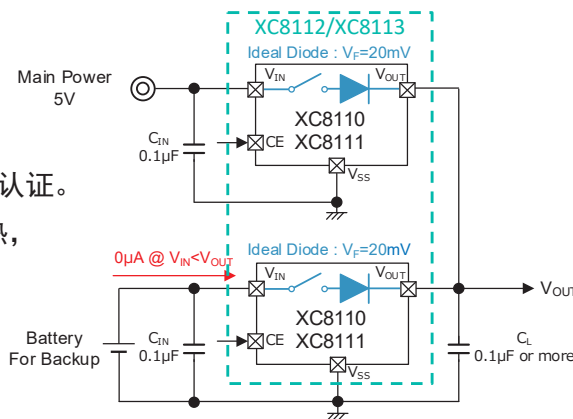 XC8112/XC8113
Ideal Diode : VF=20mV
Main Power
5V
VIN
VOUT
XC8110
XC8111
CE
CIN
0.1µF
VSS
认证。
Ideal Diode : VF=20mV
0µA @ VIN<VOUT
VIN
VOUT
XC8110
XC8111
CE
VOUT
Battery
For Backup
CIN
0.1µF
VSS
CL
0.1µF or more